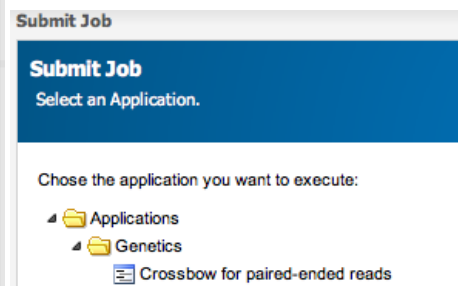 Submit Job
Submit Job
Select an Application.
Chose the application you want to execute:
Applications
Genetics
Crossbow for paired-ended reads